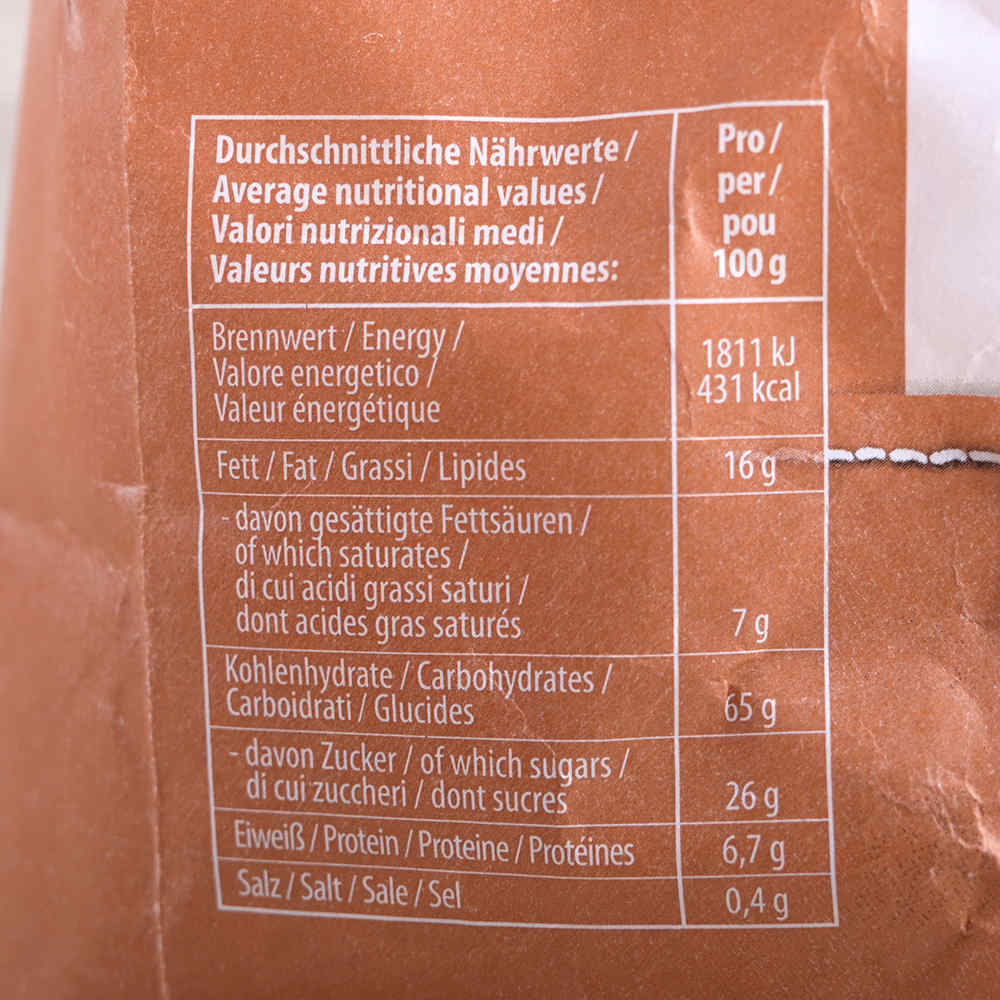 Durchschnittliche Nährwerte /
Average nutritional values /
Valori nutrizionali medi /
Valeurs nutritives moyennes:
Pro /
per /
pou
100 g
Brennwert / Energy /
Valore energetico /
Valeur énergétique
1811 kJ
431 kcal
Fett / Fat / Grassi / Lipides
16 g
- davon gesättigte Fettsäuren /
of which saturates /
di cui acidi grassi saturi /
dont acides gras saturés
7 g
Kohlenhydrate / Carbohydrates /
Carboidrati / Glucides
65 g
- davon Zucker / of which sugars /
di cui zuccheri / dont sucres
26 g
Eiweiß / Protein / Proteine / Protéines
6,7 g
Salz / Salt / Sale / Sel
0,4 g